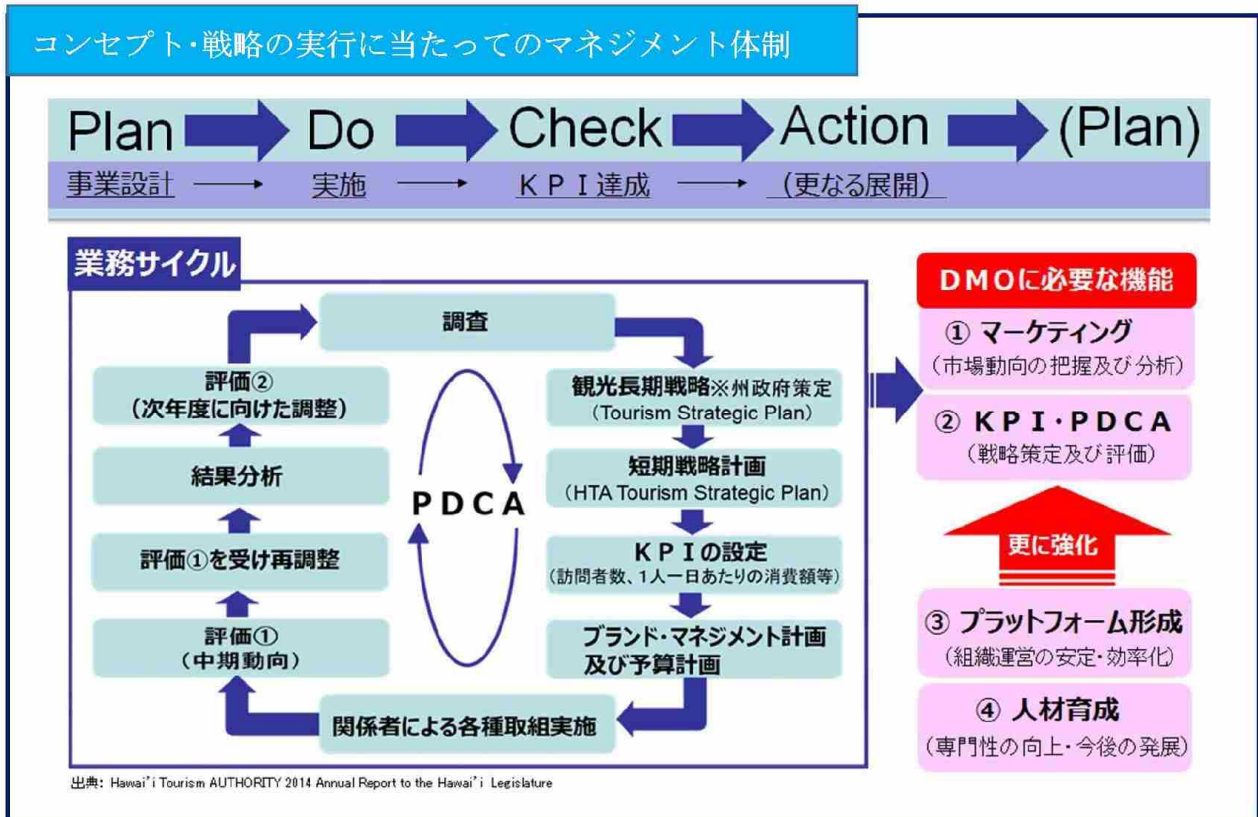 コンセプト・戦略の実行に当たってのマネジメント体制
Plan Do Check Action (Plan)
事業設計 実施 KPI達成 (更なる展開)
業務サイクル
調査
観光長期戦略※州政府策定
(Tourism Strategic Plan)
短期戦略計画
(HTA Tourism Strategic Plan)
KPIの設定
(訪問者数、1人一日あたりの消費額等)
ブランド・マネジメント計画
及び予算計画
関係者による各種取組実施
評価①
(中期動向)
評価①を受け再調整
結果分析
評価②
(次年度に向けた調整)
PDCA
DMOに必要な機能
① マーケティング
(市場動向の把握及び分析)
② KPI・PDCA
(戦略策定及び評価)
更に強化
③ プラットフォーム形成
(組織運営の安定・効率化)
④ 人材育成
(専門性の向上・今後の発展)
出典: Hawai'i Tourism AUTHORITY 2014 Annual Report to the Hawai'i Legislature